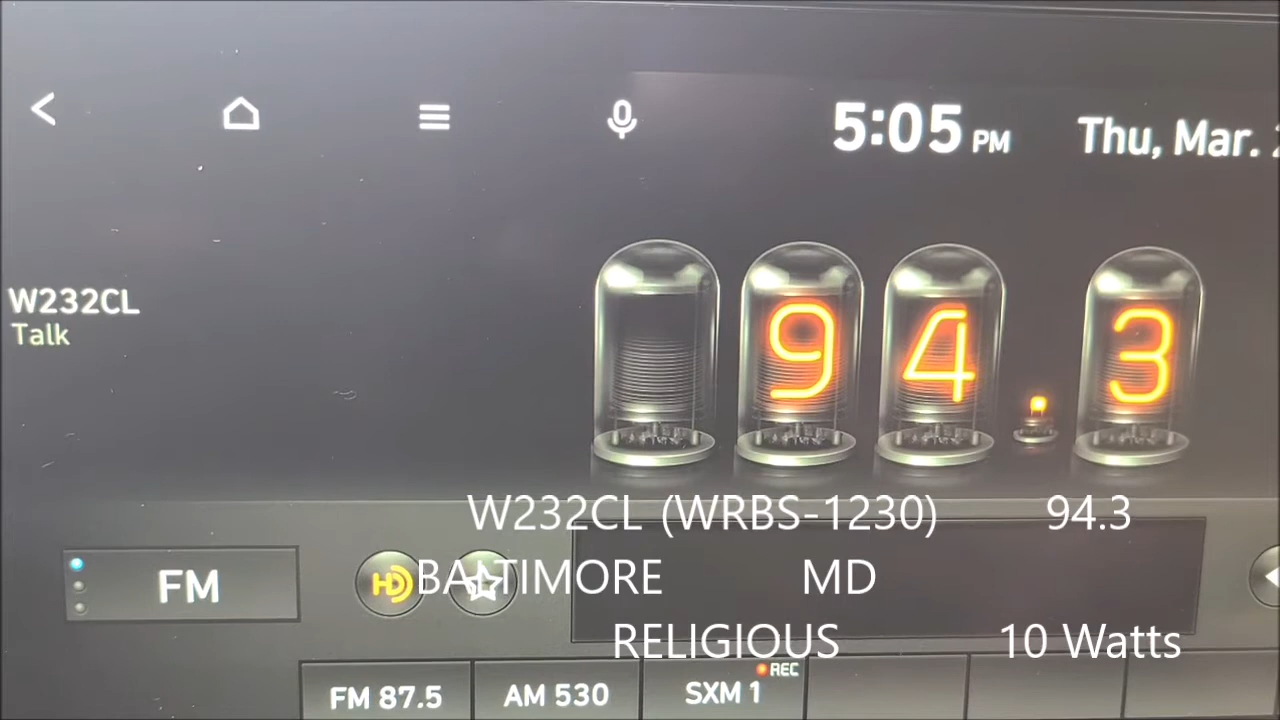 5:05 PM Thu, Mar.
W232CL
Talk
94.3
W232CL (WRBS-1230) 94.3
BALTIMORE MD
RELIGIOUS 10 Watts
FM HD
REC
FM 87.5 AM 530 SXM 1